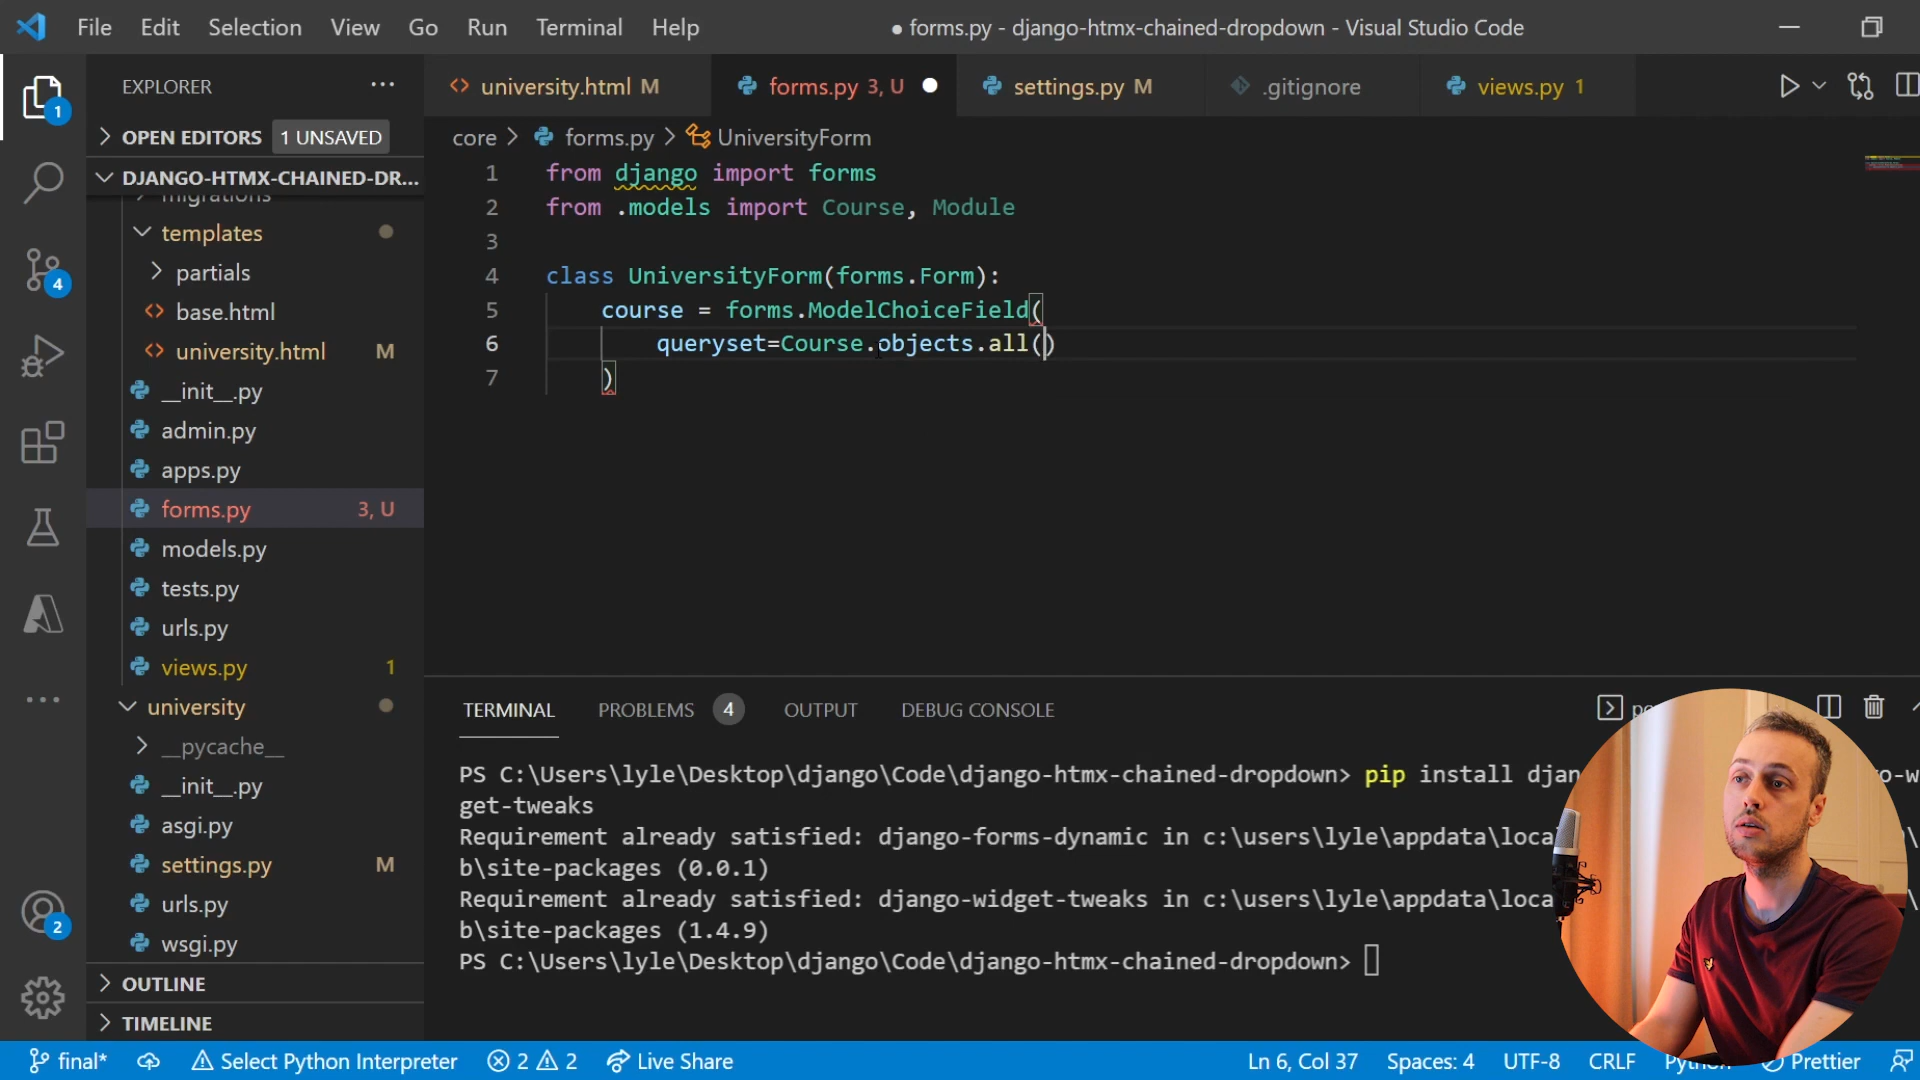 File Edit Selection View Go Run Terminal Help
● forms.py - django-htmx-chained-dropdown - Visual Studio Code
EXPLORER
university.html M
forms.py 3, U
settings.py M
.gitignore
views.py 1
1
OPEN EDITORS 1 UNSAVED
core > forms.py > UniversityForm
DJANGO-HTMX-CHAINED-DR...
migrations
templates
partials
base.html
university.html M
__init__.py
admin.py
apps.py
forms.py 3, U
models.py
tests.py
urls.py
views.py 1
university
__pycache__
__init__.py
asgi.py
settings.py M
urls.py
wsgi.py
OUTLINE
TIMELINE
4
2
1 from django import forms
2 from .models import Course, Module
3
4 class UniversityForm(forms.Form):
5 course = forms.ModelChoiceField(
6 queryset=Course.objects.all()
7 )
TERMINAL PROBLEMS 4 OUTPUT DEBUG CONSOLE
PS C:\Users\lyle\Desktop\django\Code\django-htmx-chained-dropdown> pip install djan
get-tweaks
Requirement already satisfied: django-forms-dynamic in c:\users\lyle\appdata\loca
b\site-packages (0.0.1)
Requirement already satisfied: django-widget-tweaks in c:\users\lyle\appdata\loca
b\site-packages (1.4.9)
PS C:\Users\lyle\Desktop\django\Code\django-htmx-chained-dropdown>
final* Select Python Interpreter 2 2 Live Share Ln 6, Col 37 Spaces: 4 UTF-8 CRLF Python Prettier